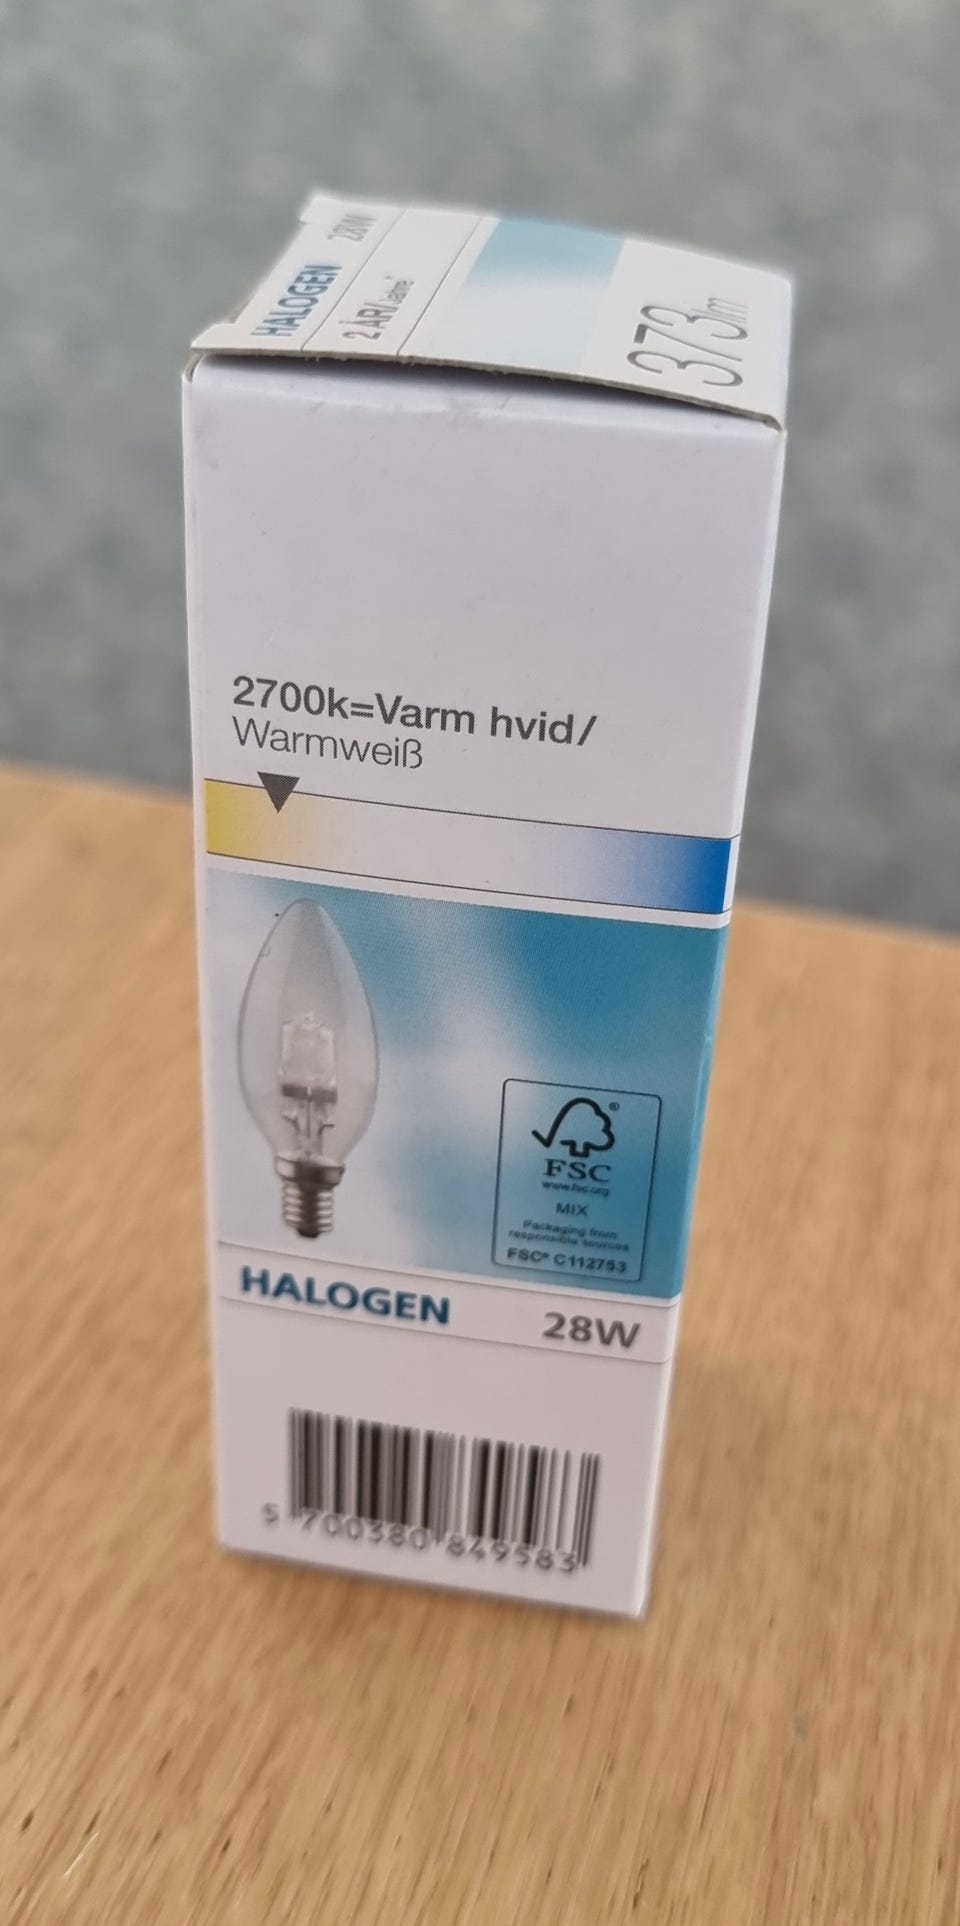 HALOGEN 28W
2 ÅR/Jahre
373lm
2700k=Varm hvid/
Warmweiß
FSC
www.fsc.org
MIX
Packaging from
responsible sources
FSC® C112753
HALOGEN 28W
5 700380 849583